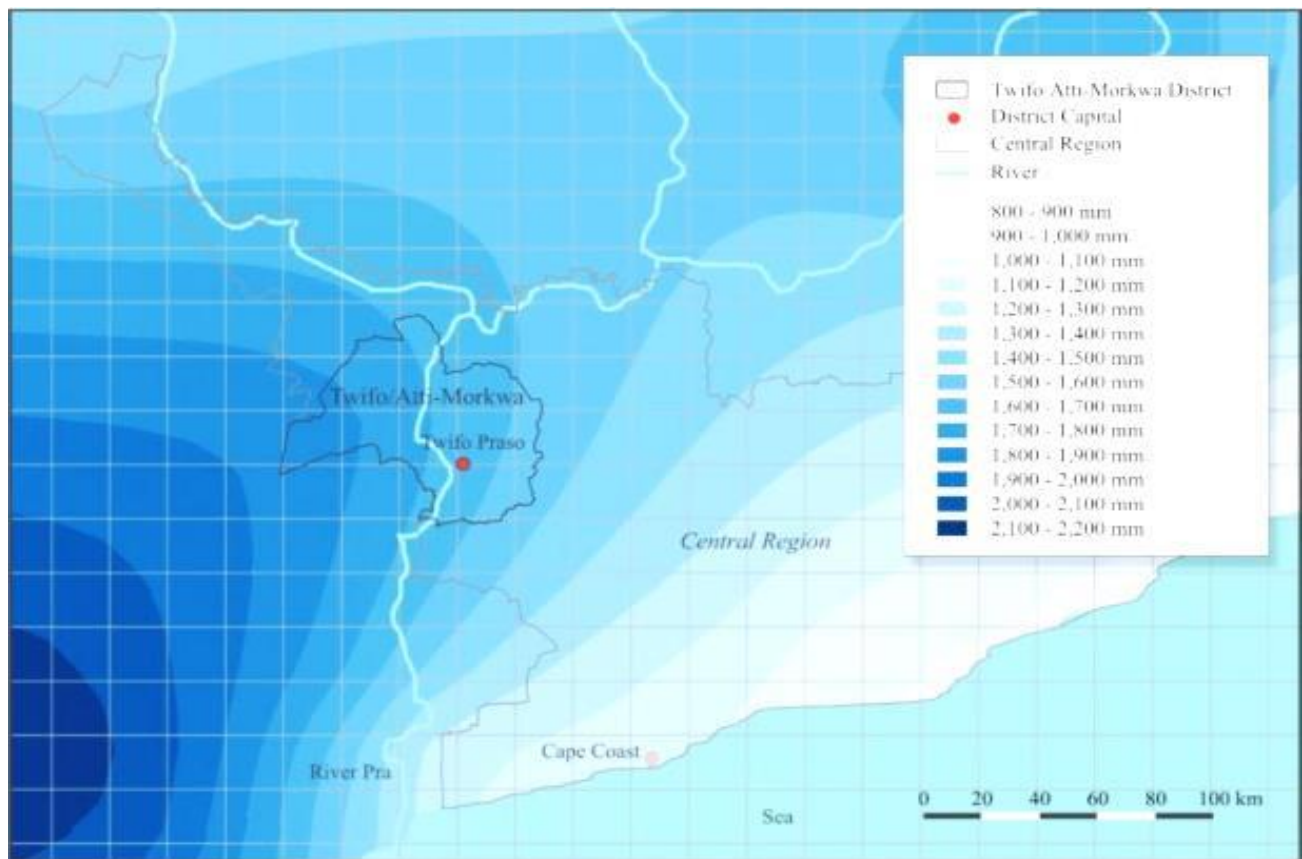 Twifo Atti-Morkwa District
District Capital
Central Region
River
800 - 900 mm
900 - 1,000 mm
1,000 - 1,100 mm
1,100 - 1,200 mm
1,200 - 1,300 mm
1,300 - 1,400 mm
1,400 - 1,500 mm
1,500 - 1,600 mm
1,600 - 1,700 mm
1,700 - 1,800 mm
1,800 - 1,900 mm
1,900 - 2,000 mm
2,000 - 2,100 mm
2,100 - 2,200 mm
Twifo/Atti-Morkwa
Twifo Praso
Central Region
Cape Coast
River Pra
Sea
0 20 40 60 80 100 km